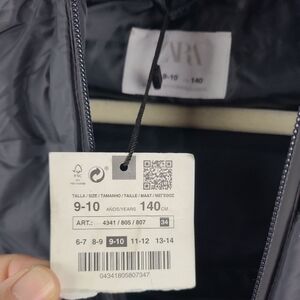 ZARA
9-10 - 140
FSC
TALLA / SIZE / TAMANHO / TAILLE / MAAT /
9-10 AÑOS/YEARS 140 CM
ART.: 4341 / 805 / 807 34
6-7 8-9 9-10 11-12 13-14
04341805807347